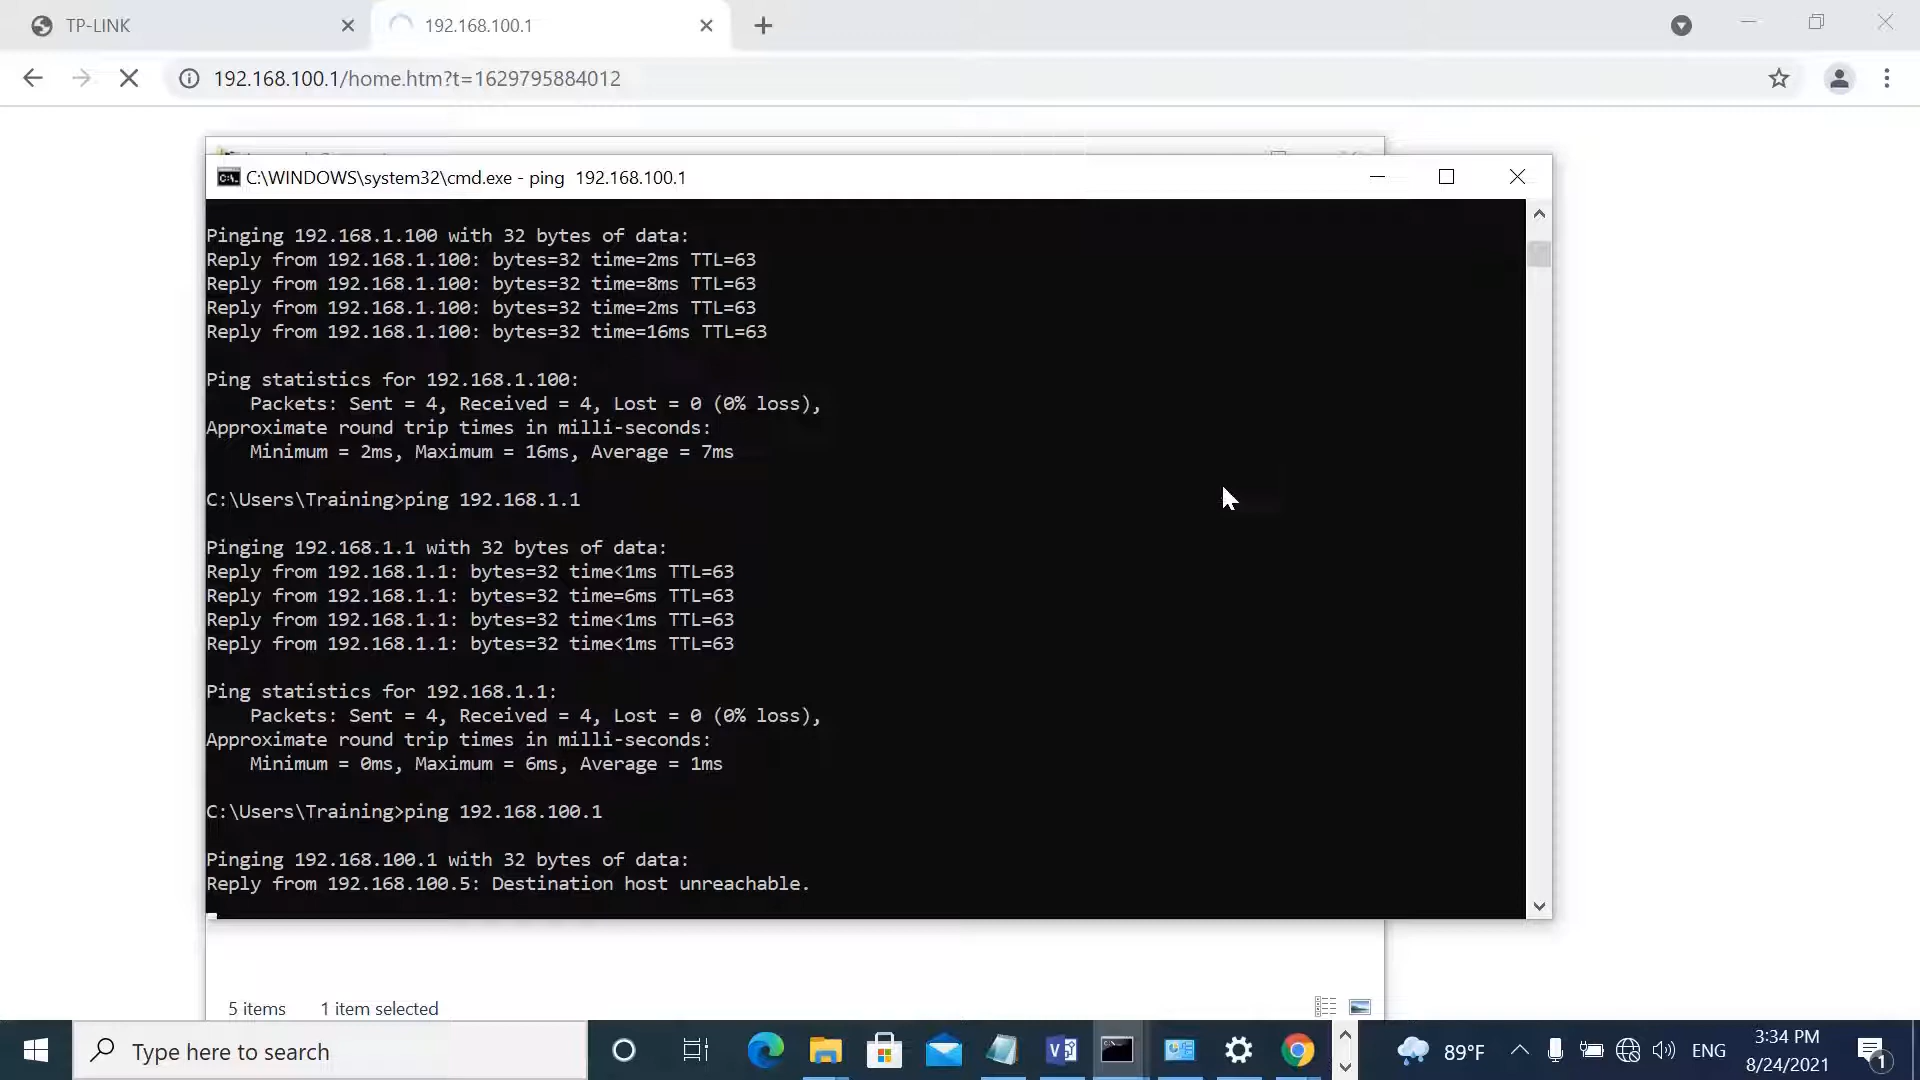 TP-LINK
192.168.100.1
192.168.100.1/home.htm?t=1629795884012
C:\WINDOWS\system32\cmd.exe - ping  192.168.100.1
Pinging 192.168.1.100 with 32 bytes of data:
Reply from 192.168.1.100: bytes=32 time=2ms TTL=63
Reply from 192.168.1.100: bytes=32 time=8ms TTL=63
Reply from 192.168.1.100: bytes=32 time=2ms TTL=63
Reply from 192.168.1.100: bytes=32 time=16ms TTL=63
Ping statistics for 192.168.1.100:
    Packets: Sent = 4, Received = 4, Lost = 0 (0% loss),
Approximate round trip times in milli-seconds:
    Minimum = 2ms, Maximum = 16ms, Average = 7ms
C:\Users\Training>ping 192.168.1.1
Pinging 192.168.1.1 with 32 bytes of data:
Reply from 192.168.1.1: bytes=32 time<1ms TTL=63
Reply from 192.168.1.1: bytes=32 time=6ms TTL=63
Reply from 192.168.1.1: bytes=32 time<1ms TTL=63
Reply from 192.168.1.1: bytes=32 time<1ms TTL=63
Ping statistics for 192.168.1.1:
    Packets: Sent = 4, Received = 4, Lost = 0 (0% loss),
Approximate round trip times in milli-seconds:
    Minimum = 0ms, Maximum = 6ms, Average = 1ms
C:\Users\Training>ping 192.168.100.1
Pinging 192.168.100.1 with 32 bytes of data:
Reply from 192.168.100.5: Destination host unreachable.
5 items 1 item selected
Type here to search
89°F
ENG
3:34 PM
8/24/2021
1